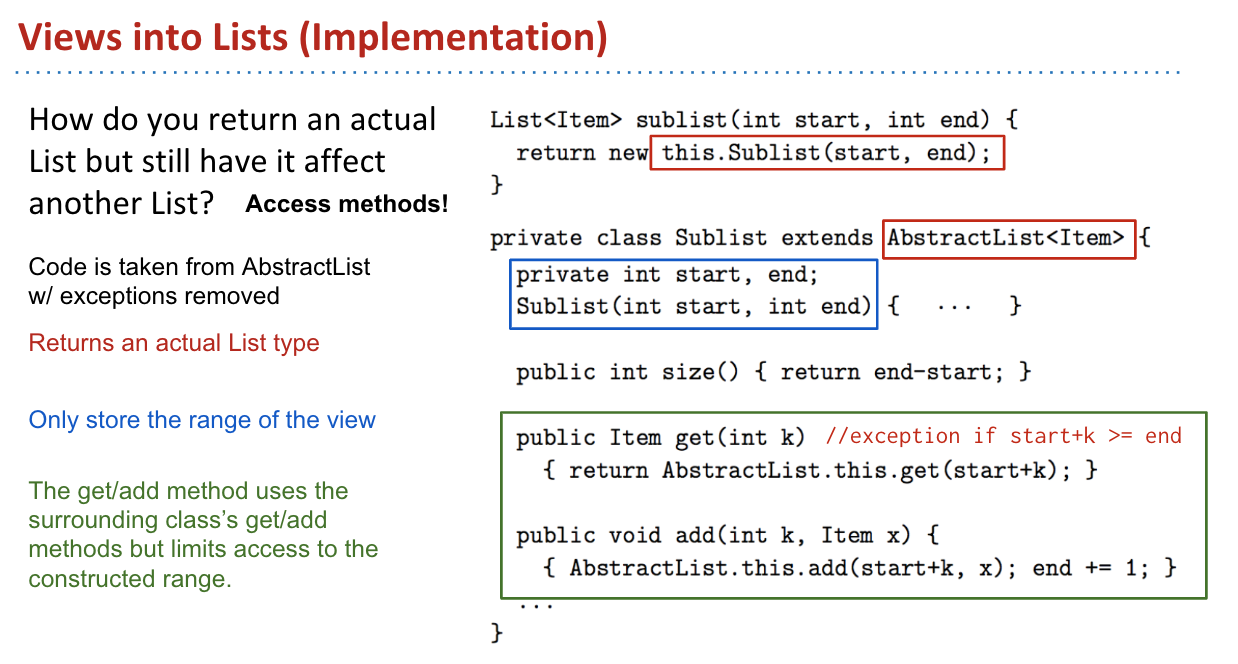 Views into Lists (Implementation)
How do you return an actual
List but still have it affect
another List? Access methods!
Code is taken from AbstractList
w/ exceptions removed
Returns an actual List type
Only store the range of the view
The get/add method uses the
surrounding class's get/add
methods but limits access to the
constructed range.
List<Item> sublist(int start, int end) {
return new this.Sublist(start, end);
}
private class Sublist extends AbstractList<Item> {
private int start, end;
Sublist(int start, int end) { ... }
public int size() { return end-start; }
public Item get(int k) //exception if start+k >= end
{ return AbstractList.this.get(start+k); }
public void add(int k, Item x) {
{ AbstractList.this.add(start+k, x); end += 1; }
...
}